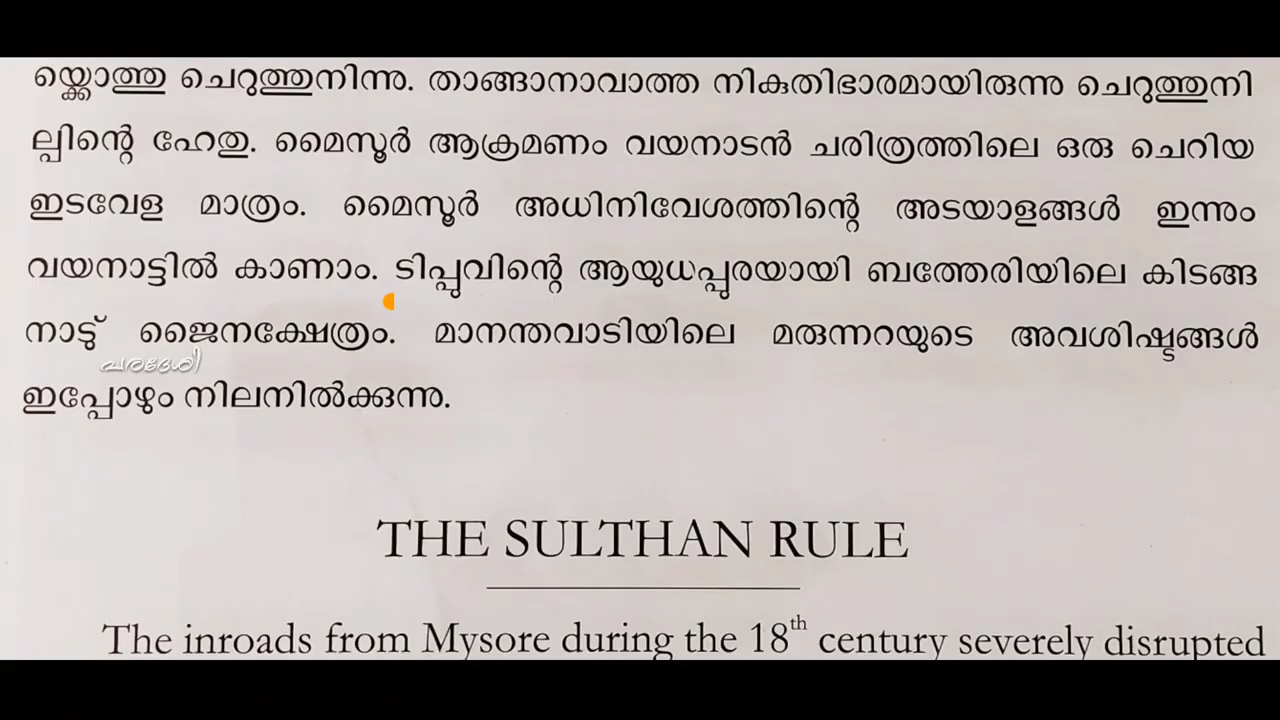 യ്ക്കൊത്തു ചെറുത്തുനിന്നു. താങ്ങാനാവാത്ത നികുതിഭാരമായിരുന്നു ചെറുത്തുനി
ല്പിന്റെ ഹേതു. മൈസൂർ ആക്രമണം വയനാടൻ ചരിത്രത്തിലെ ഒരു ചെറിയ
ഇടവേള മാത്രം. മൈസൂർ അധിനിവേശത്തിന്റെ അടയാളങ്ങൾ ഇന്നും
വയനാട്ടിൽ കാണാം. ടിപ്പുവിന്റെ ആയുധപ്പുരയായി ബത്തേരിയിലെ കിടങ്ങ
നാടു് ജൈനക്ഷേത്രം. മാനന്തവാടിയിലെ മരുന്നറയുടെ അവശിഷ്ടങ്ങൾ
പരദേശി
ഇപ്പോഴും നിലനിൽക്കുന്നു.
THE SULTHAN RULE
The inroads from Mysore during the 18th century severely disrupted